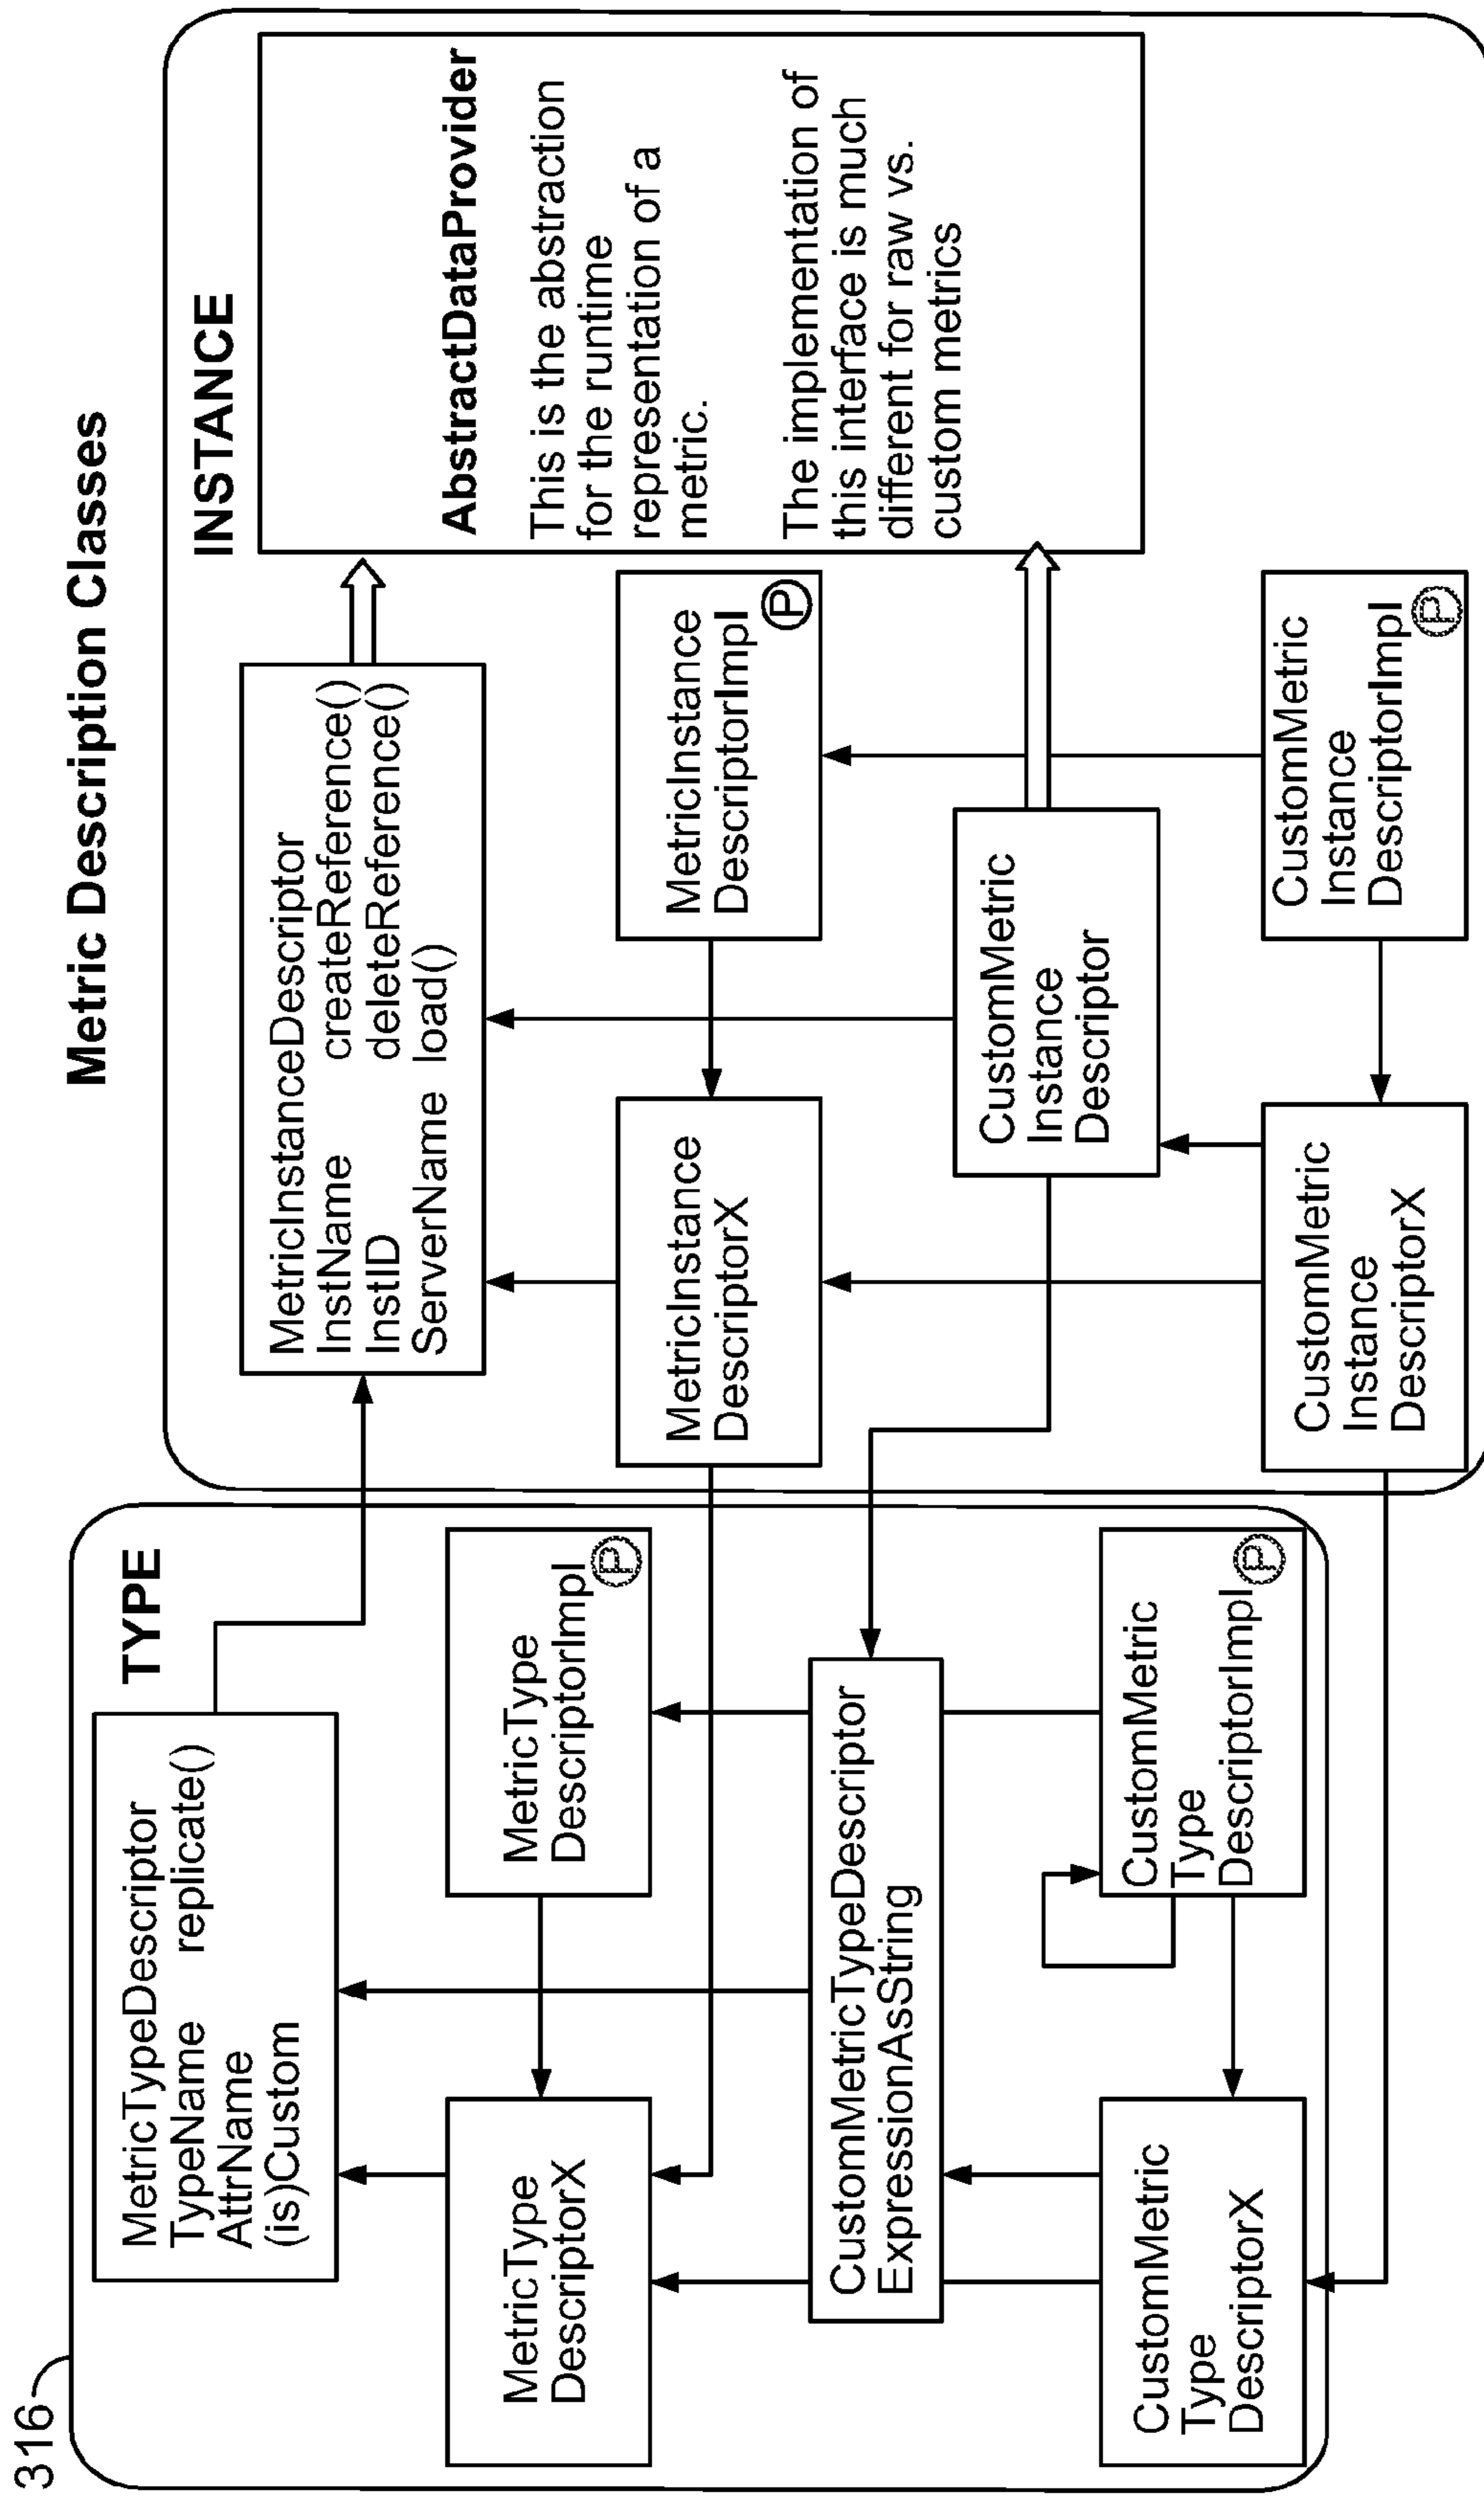 Metric Description Classes
316
TYPE
MetricTypeDescriptor
TypeName replicate()
AttrName
(is)Custom
MetricType
DescriptorX
MetricType
DescriptorImpl
P
CustomMetricTypeDescriptor
ExpressionAsString
CustomMetric
Type
DescriptorX
CustomMetric
Type
DescriptorImpl
P
INSTANCE
MetricInstanceDescriptor
InstName createReference()
InstID deleteReference()
ServerName load()
AbstractDataProvider
This is the abstraction
for the runtime
representation of a
metric.
The implementation of
this interface is much
different for raw vs.
custom metrics
MetricInstance
DescriptorX
MetricInstance
DescriptorImpl
P
CustomMetric
Instance
Descriptor
CustomMetric
Instance
DescriptorX
CustomMetric
Instance
DescriptorImpl
P